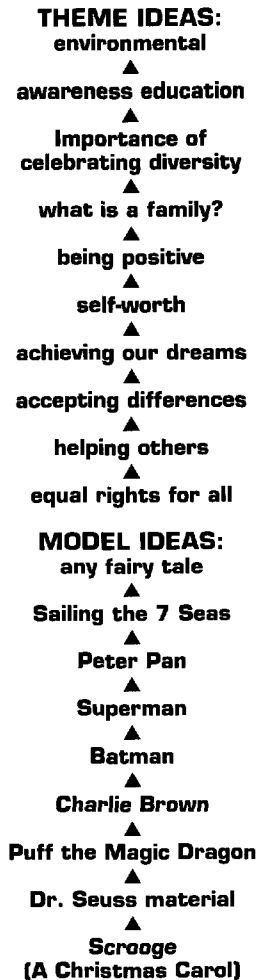 THEME IDEAS:
environmental
▲
awareness education
▲
Importance of
celebrating diversity
▲
what is a family?
▲
being positive
▲
self-worth
▲
achieving our dreams
▲
accepting differences
▲
helping others
▲
equal rights for all
MODEL IDEAS:
any fairy tale
▲
Sailing the 7 Seas
▲
Peter Pan
▲
Superman
▲
Batman
▲
Charlie Brown
▲
Puff the Magic Dragon
▲
Dr. Seuss material
▲
Scrooge
(A Christmas Carol)